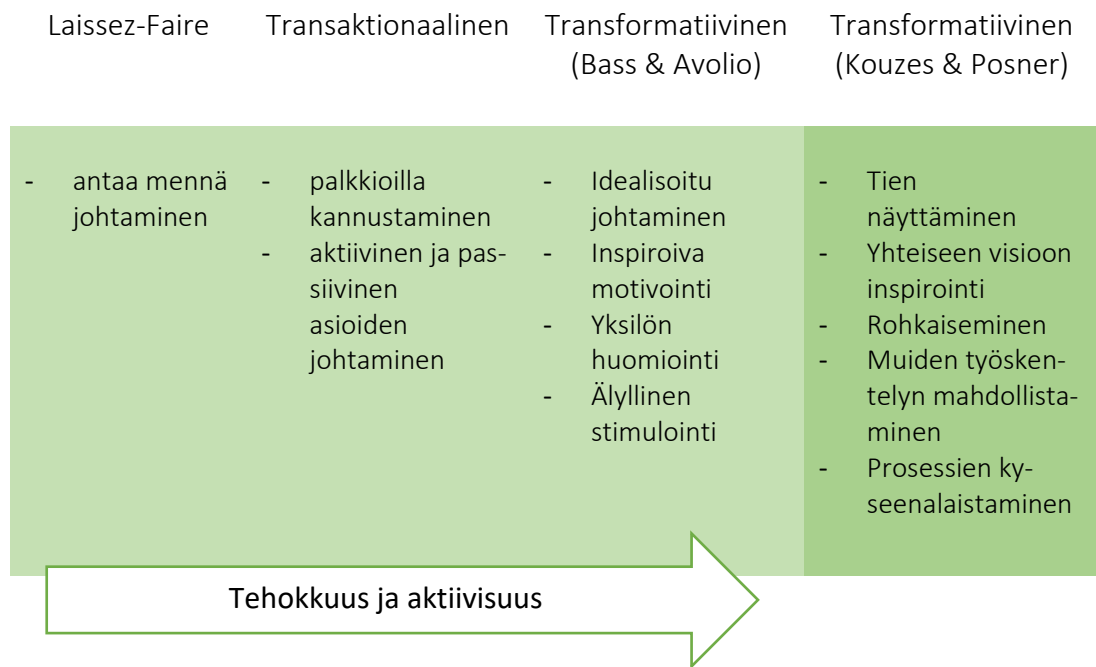 Laissez-Faire
Transaktionaalinen
Transformatiivinen
(Bass & Avolio)
Transformatiivinen
(Kouzes & Posner)
- antaa mennä
johtaminen
- palkkioilla
kannustaminen
- aktiivinen ja pas-
siivinen
asioiden
johtaminen
- Idealisoitu
johtaminen
- Inspiroiva
motivointi
- Yksilön
huomiointi
- Älyllinen
stimulointi
- Tien
näyttäminen
- Yhteiseen visioon
inspirointi
- Rohkaiseminen
- Muiden työsken-
telyn mahdollista-
minen
- Prosessien ky-
seenalaistaminen
Tehokkuus ja aktiivisuus